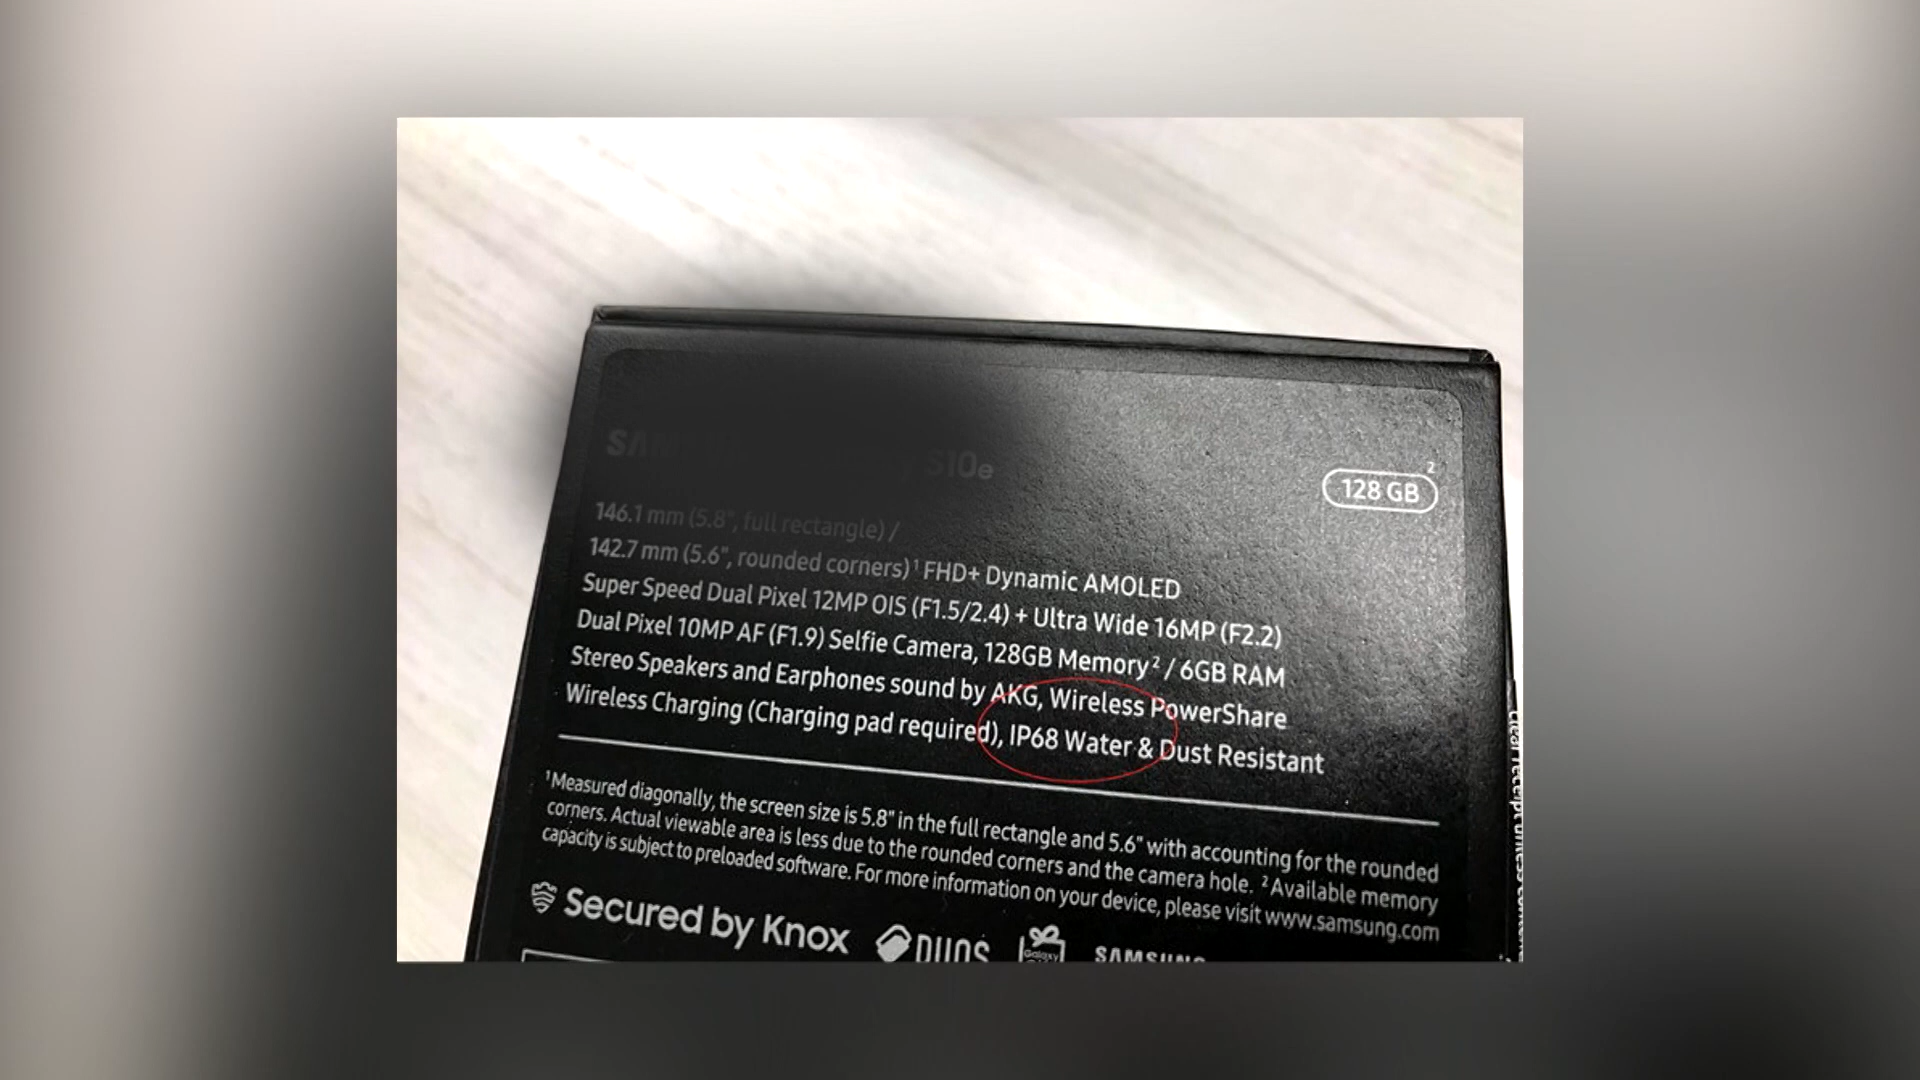 S10e
128 GB 2
146.1 mm (5.8", full rectangle) /
142.7 mm (5.6", rounded corners)¹ FHD+ Dynamic AMOLED
Super Speed Dual Pixel 12MP OIS (F1.5/2.4) + Ultra Wide 16MP (F2.2)
Dual Pixel 10MP AF (F1.9) Selfie Camera, 128GB Memory² / 6GB RAM
Stereo Speakers and Earphones sound by AKG, Wireless PowerShare
Wireless Charging (Charging pad required), IP68 Water & Dust Resistant
¹Measured diagonally, the screen size is 5.8" in the full rectangle and 5.6" with accounting for the rounded
corners. Actual viewable area is less due to the rounded corners and the camera hole. ²Available memory
capacity is subject to preloaded software. For more information on your device, please visit www.samsung.com
Secured by Knox
DUOS
Galaxy
SAMSUNG